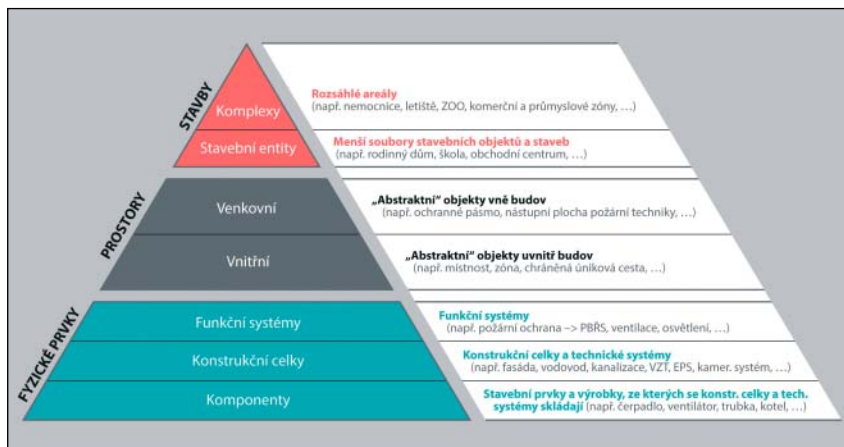 STAVBY
Komplexy
Rozsáhlé areály
(např. nemocnice, letiště, ZOO, komerční a průmyslové zóny, …)
Stavební entity
Menší soubory stavebních objektů a staveb
(např. rodinný dům, škola, obchodní centrum, …)
PROSTORY
Venkovní
„Abstraktní“ objekty vně budov
(např. ochranné pásmo, nástupní plocha požární techniky, …)
Vnitřní
„Abstraktní“ objekty uvnitř budov
(např. místnost, zóna, chráněná úniková cesta, …)
FYZICKÉ PRVKY
Funkční systémy
Funkční systémy
(např. požární ochrana –> PBŘS, ventilace, osvětlení, …)
Konstrukční celky
Konstrukční celky a technické systémy
(např. fasáda, vodovod, kanalizace, VZT, EPS, kamer. systém, …)
Komponenty
Stavební prvky a výrobky, ze kterých se konstr. celky a tech.
systémy skládají (např. čerpadlo, ventilátor, trubka, kotel, …)